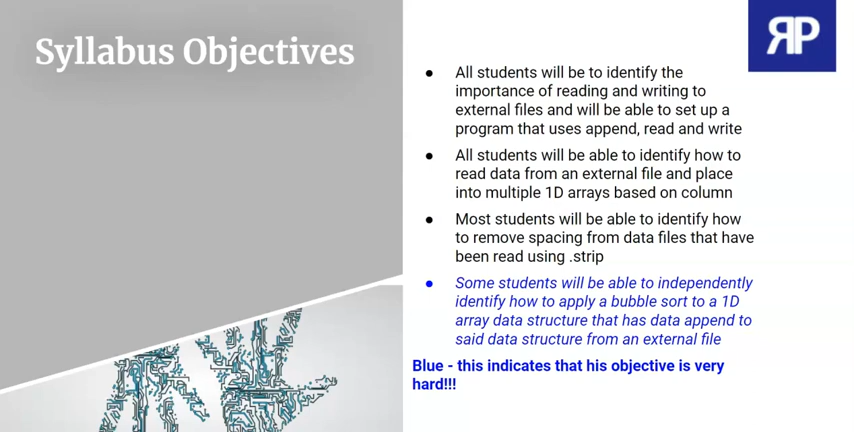 Syllabus Objectives
RP
● All students will be to identify the
importance of reading and writing to
external files and will be able to set up a
program that uses append, read and write
● All students will be able to identify how to
read data from an external file and place
into multiple 1D arrays based on column
● Most students will be able to identify how
to remove spacing from data files that have
been read using .strip
● Some students will be able to independently
identify how to apply a bubble sort to a 1D
array data structure that has data append to
said data structure from an external file
Blue - this indicates that his objective is very
hard!!!